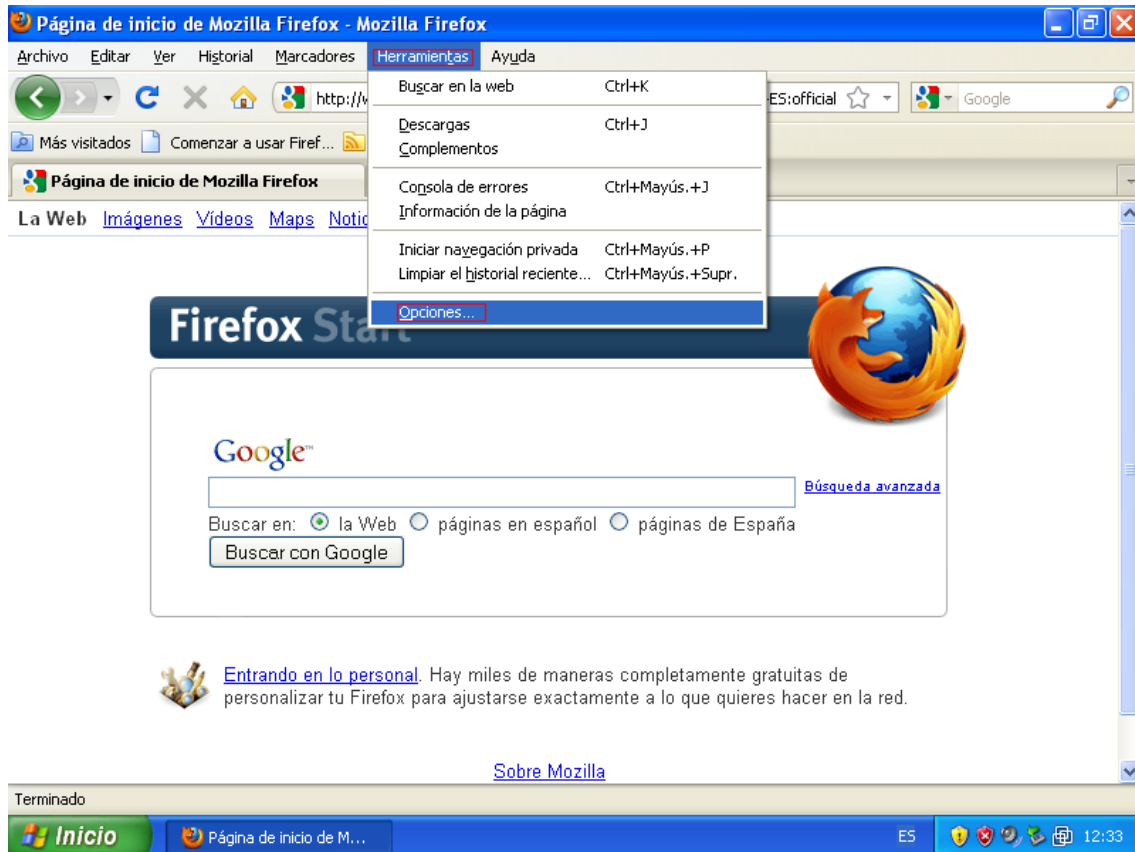 Página de inicio de Mozilla Firefox - Mozilla Firefox
Archivo Editar Ver Historial Marcadores Herramientas Ayuda
http://w ES:official Google
Más visitados Comenzar a usar Firef...
Página de inicio de Mozilla Firefox
Buscar en la web Ctrl+K
Descargas Ctrl+J
Complementos
Consola de errores Ctrl+Mayús.+J
Información de la página
Iniciar navegación privada Ctrl+Mayús.+P
Limpiar el historial reciente... Ctrl+Mayús.+Supr.
Opciones...
La Web Imágenes Vídeos Maps Notic
Firefox Start
Google™
Búsqueda avanzada
Buscar en: la Web páginas en español páginas de España
Buscar con Google
Entrando en lo personal. Hay miles de maneras completamente gratuitas de
personalizar tu Firefox para ajustarse exactamente a lo que quieres hacer en la red.
Sobre Mozilla
Terminado
Inicio Página de inicio de M... ES 12:33